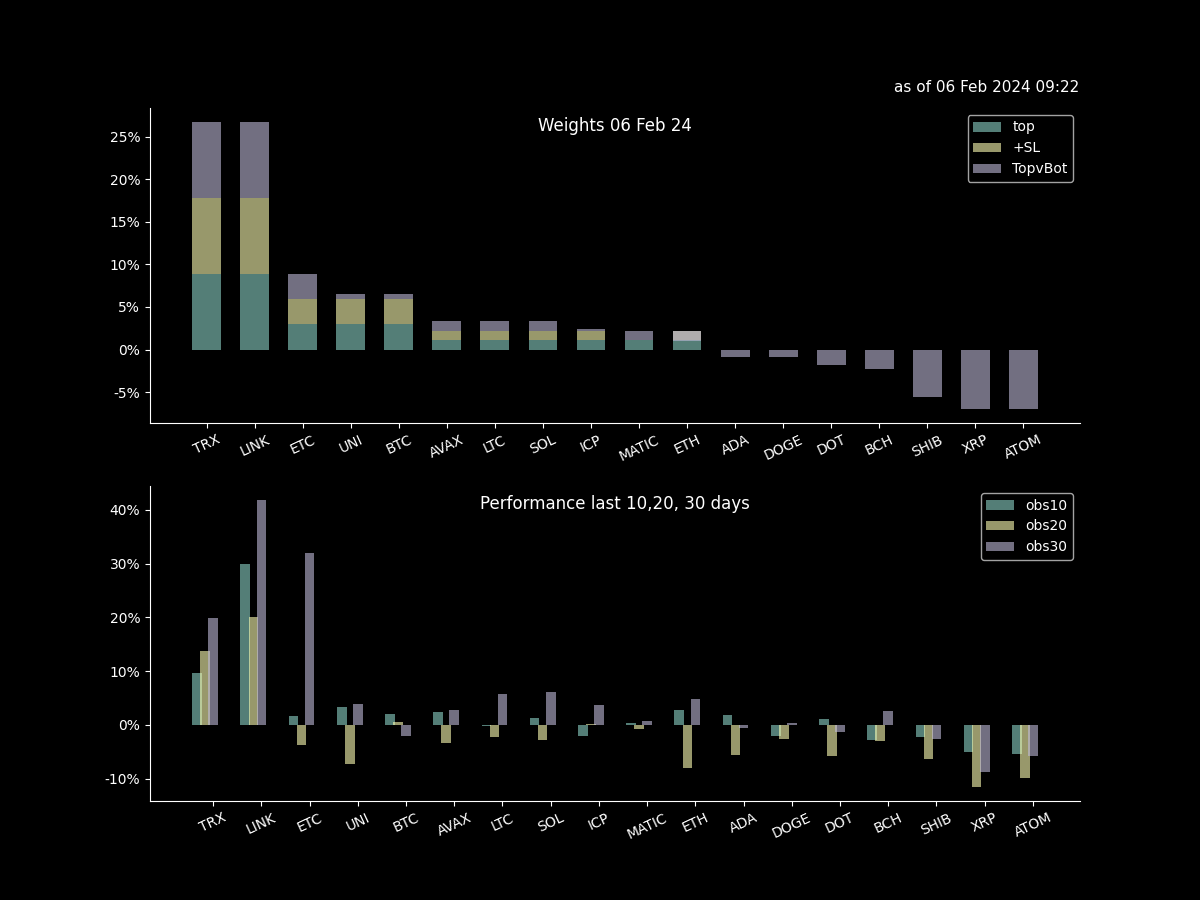 as of 06 Feb 2024 09:22
Weights 06 Feb 24
top
+SL
TopvBot
25%
20%
15%
10%
5%
0%
-5%
TRX LINK ETC UNI BTC AVAX LTC SOL ICP MATIC ETH ADA DOGE DOT BCH SHIB XRP ATOM
Performance last 10,20, 30 days
obs10
obs20
obs30
40%
30%
20%
10%
0%
-10%
TRX LINK ETC UNI BTC AVAX LTC SOL ICP MATIC ETH ADA DOGE DOT BCH SHIB XRP ATOM